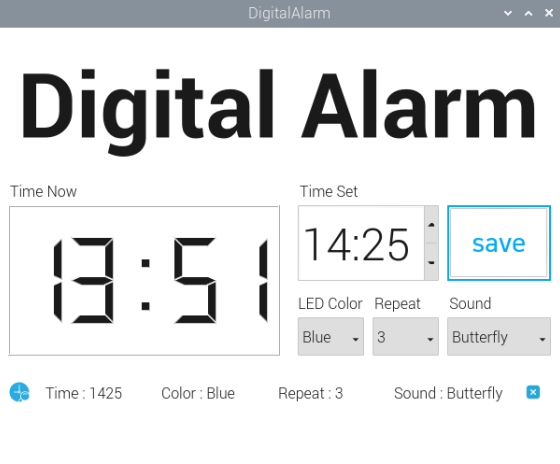 DigitalAlarm
Digital Alarm
Time Now
Time Set
13:51
14:25
save
LED Color
Repeat
Sound
Blue
3
Butterfly
Time : 1425
Color : Blue
Repeat : 3
Sound : Butterfly